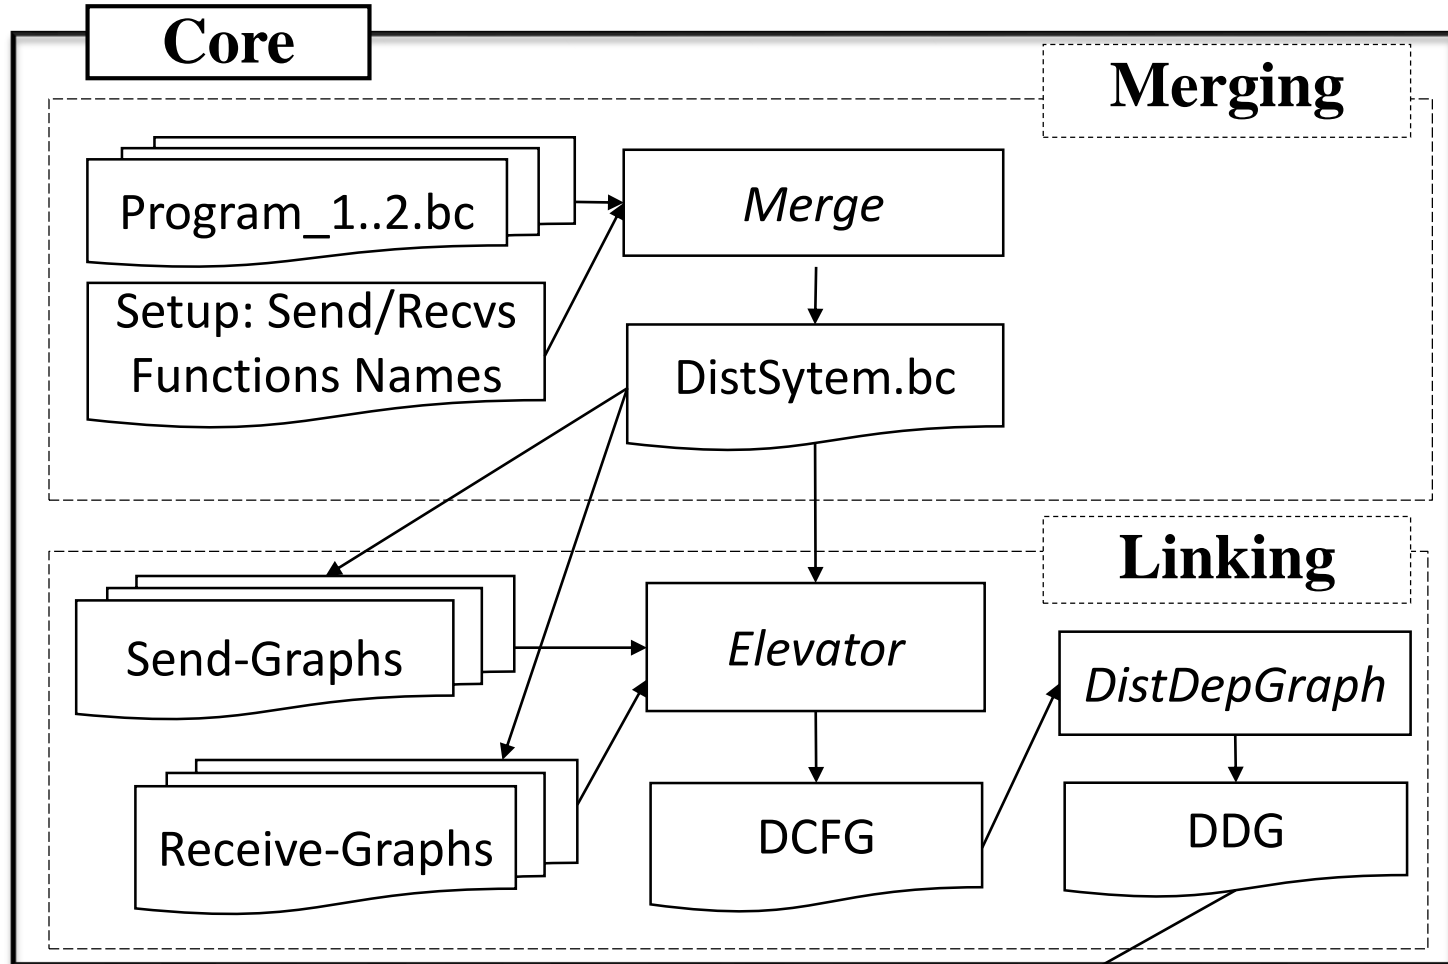 Core
Merging
Program_1..2.bc
Merge
Setup: Send/Recvs
Functions Names
DistSytem.bc
Linking
Send-Graphs
Elevator
DistDepGraph
Receive-Graphs
DCFG
DDG